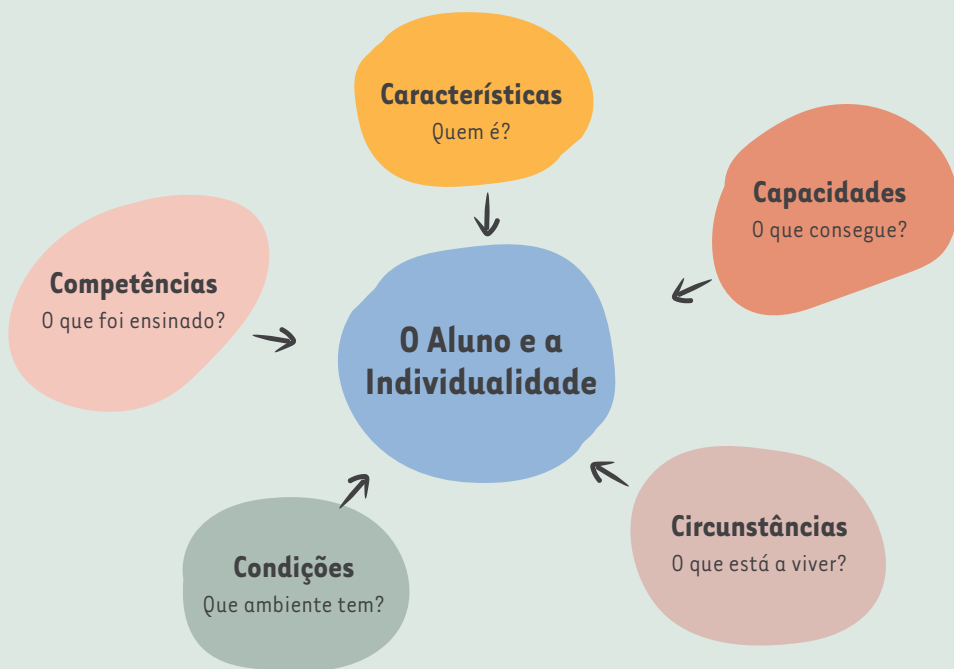 Características
Quem é?
Capacidades
O que consegue?
Competências
O que foi ensinado?
O Aluno e a
Individualidade
Circunstâncias
O que está a viver?
Condições
Que ambiente tem?